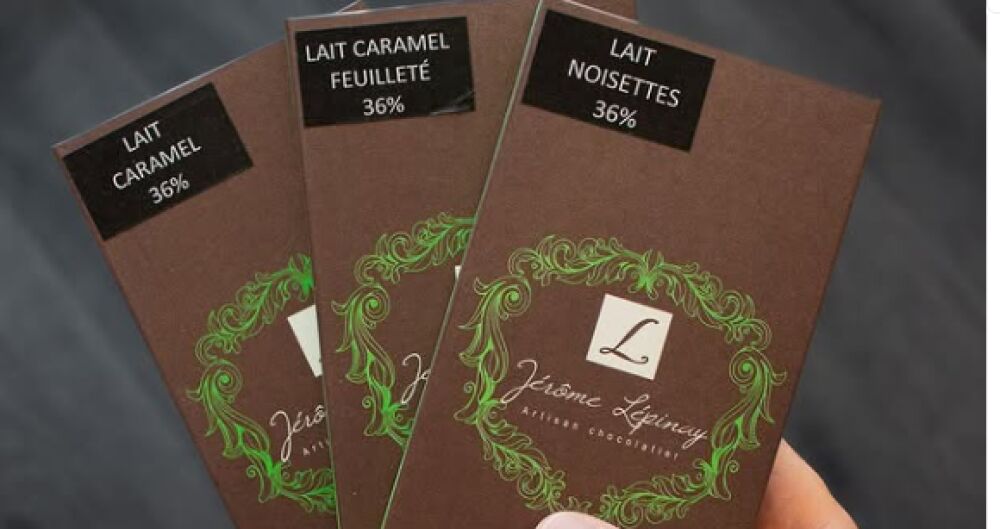 LAIT
CARAMEL
36%
LAIT CARAMEL
FEUILLETÉ
36%
LAIT
NOISETTES
36%
L
Jérôme Lépinay
Artisan chocolatier